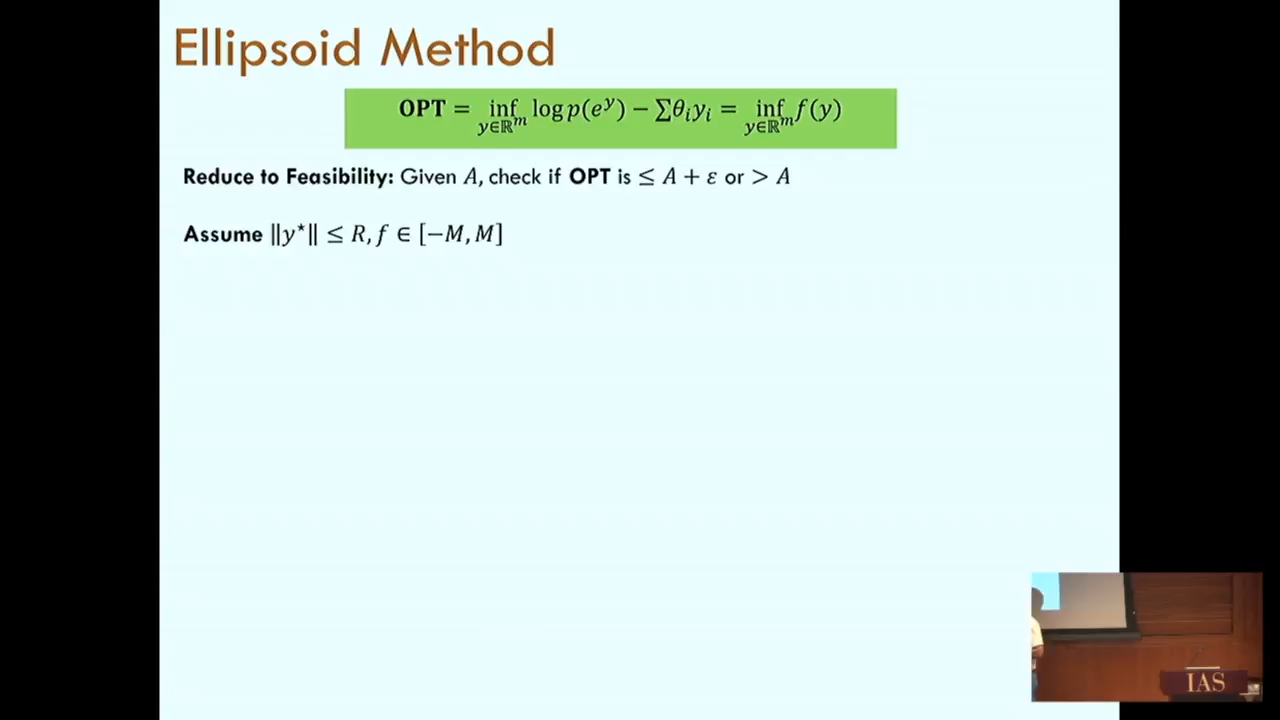 Ellipsoid Method
OPT = inf_{y∈ℝ^m} log p(e^y) − ∑θ_i y_i = inf_{y∈ℝ^m} f(y)
Reduce to Feasibility: Given A, check if OPT is ≤ A + ε or > A
Assume ‖y⋆‖ ≤ R, f ∈ [−M, M]
IAS